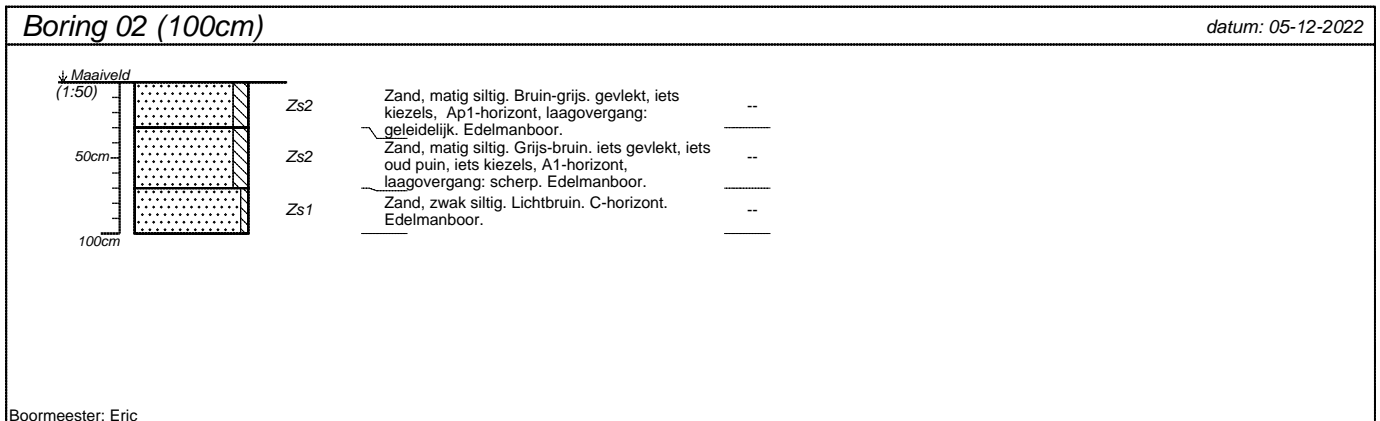 Boring 02 (100cm)
datum: 05-12-2022
Maaiveld
(1:50)
Zs2
Zand, matig siltig. Bruin-grijs. gevlekt, iets
kiezels, Ap1-horizont, laagovergang:
geleidelijk. Edelmanboor.
--
50cm
Zs2
Zand, matig siltig. Grijs-bruin. iets gevlekt, iets
oud puin, iets kiezels, A1-horizont,
laagovergang: scherp. Edelmanboor.
--
Zs1
Zand, zwak siltig. Lichtbruin. C-horizont.
Edelmanboor.
--
100cm
Boormeester: Eric